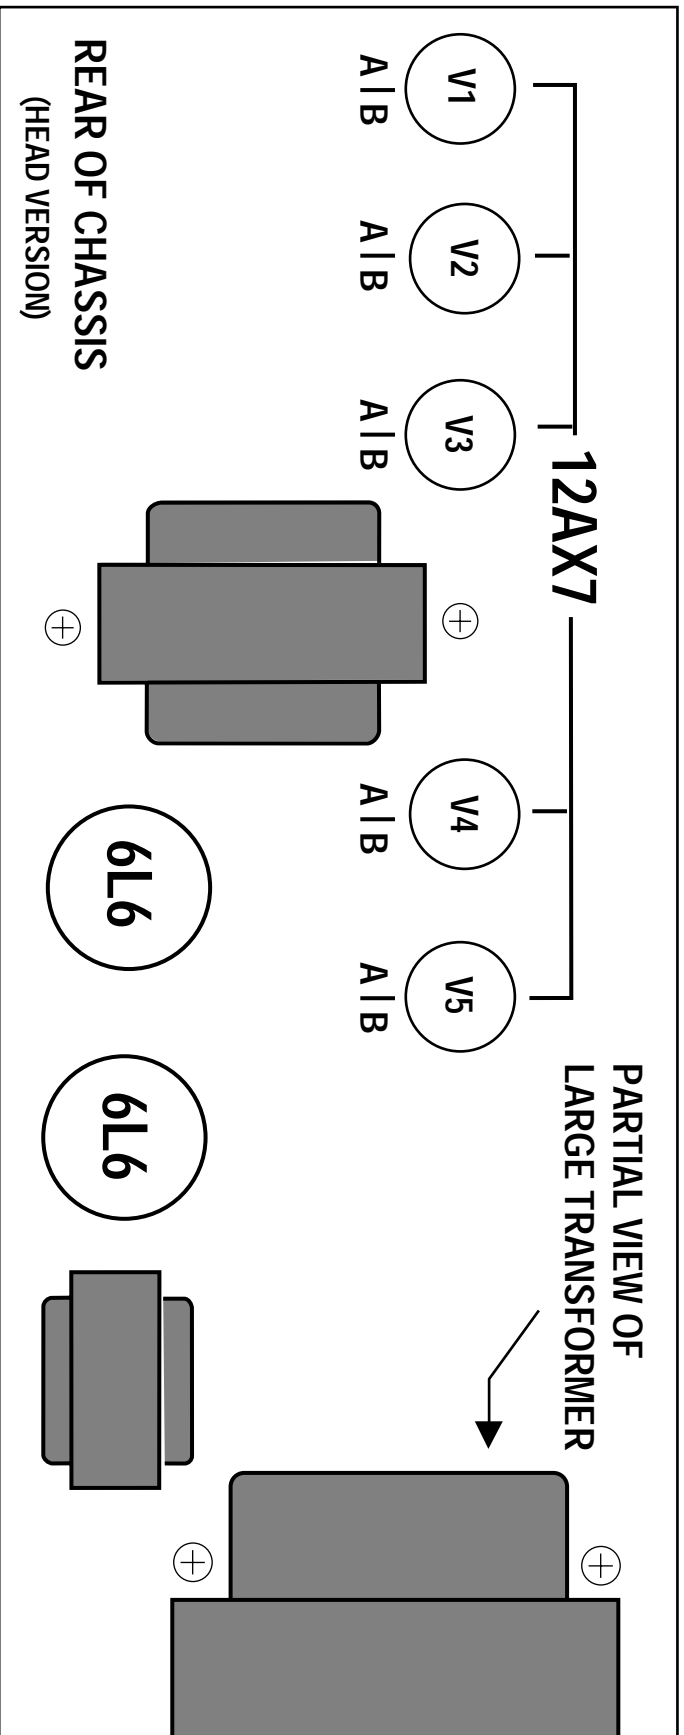 PARTIAL VIEW OF
LARGE TRANSFORMER
12AX7
V1 V2 V3 V4 V5
A|B A|B A|B A|B A|B
6L6 6L6
REAR OF CHASSIS
(HEAD VERSION)